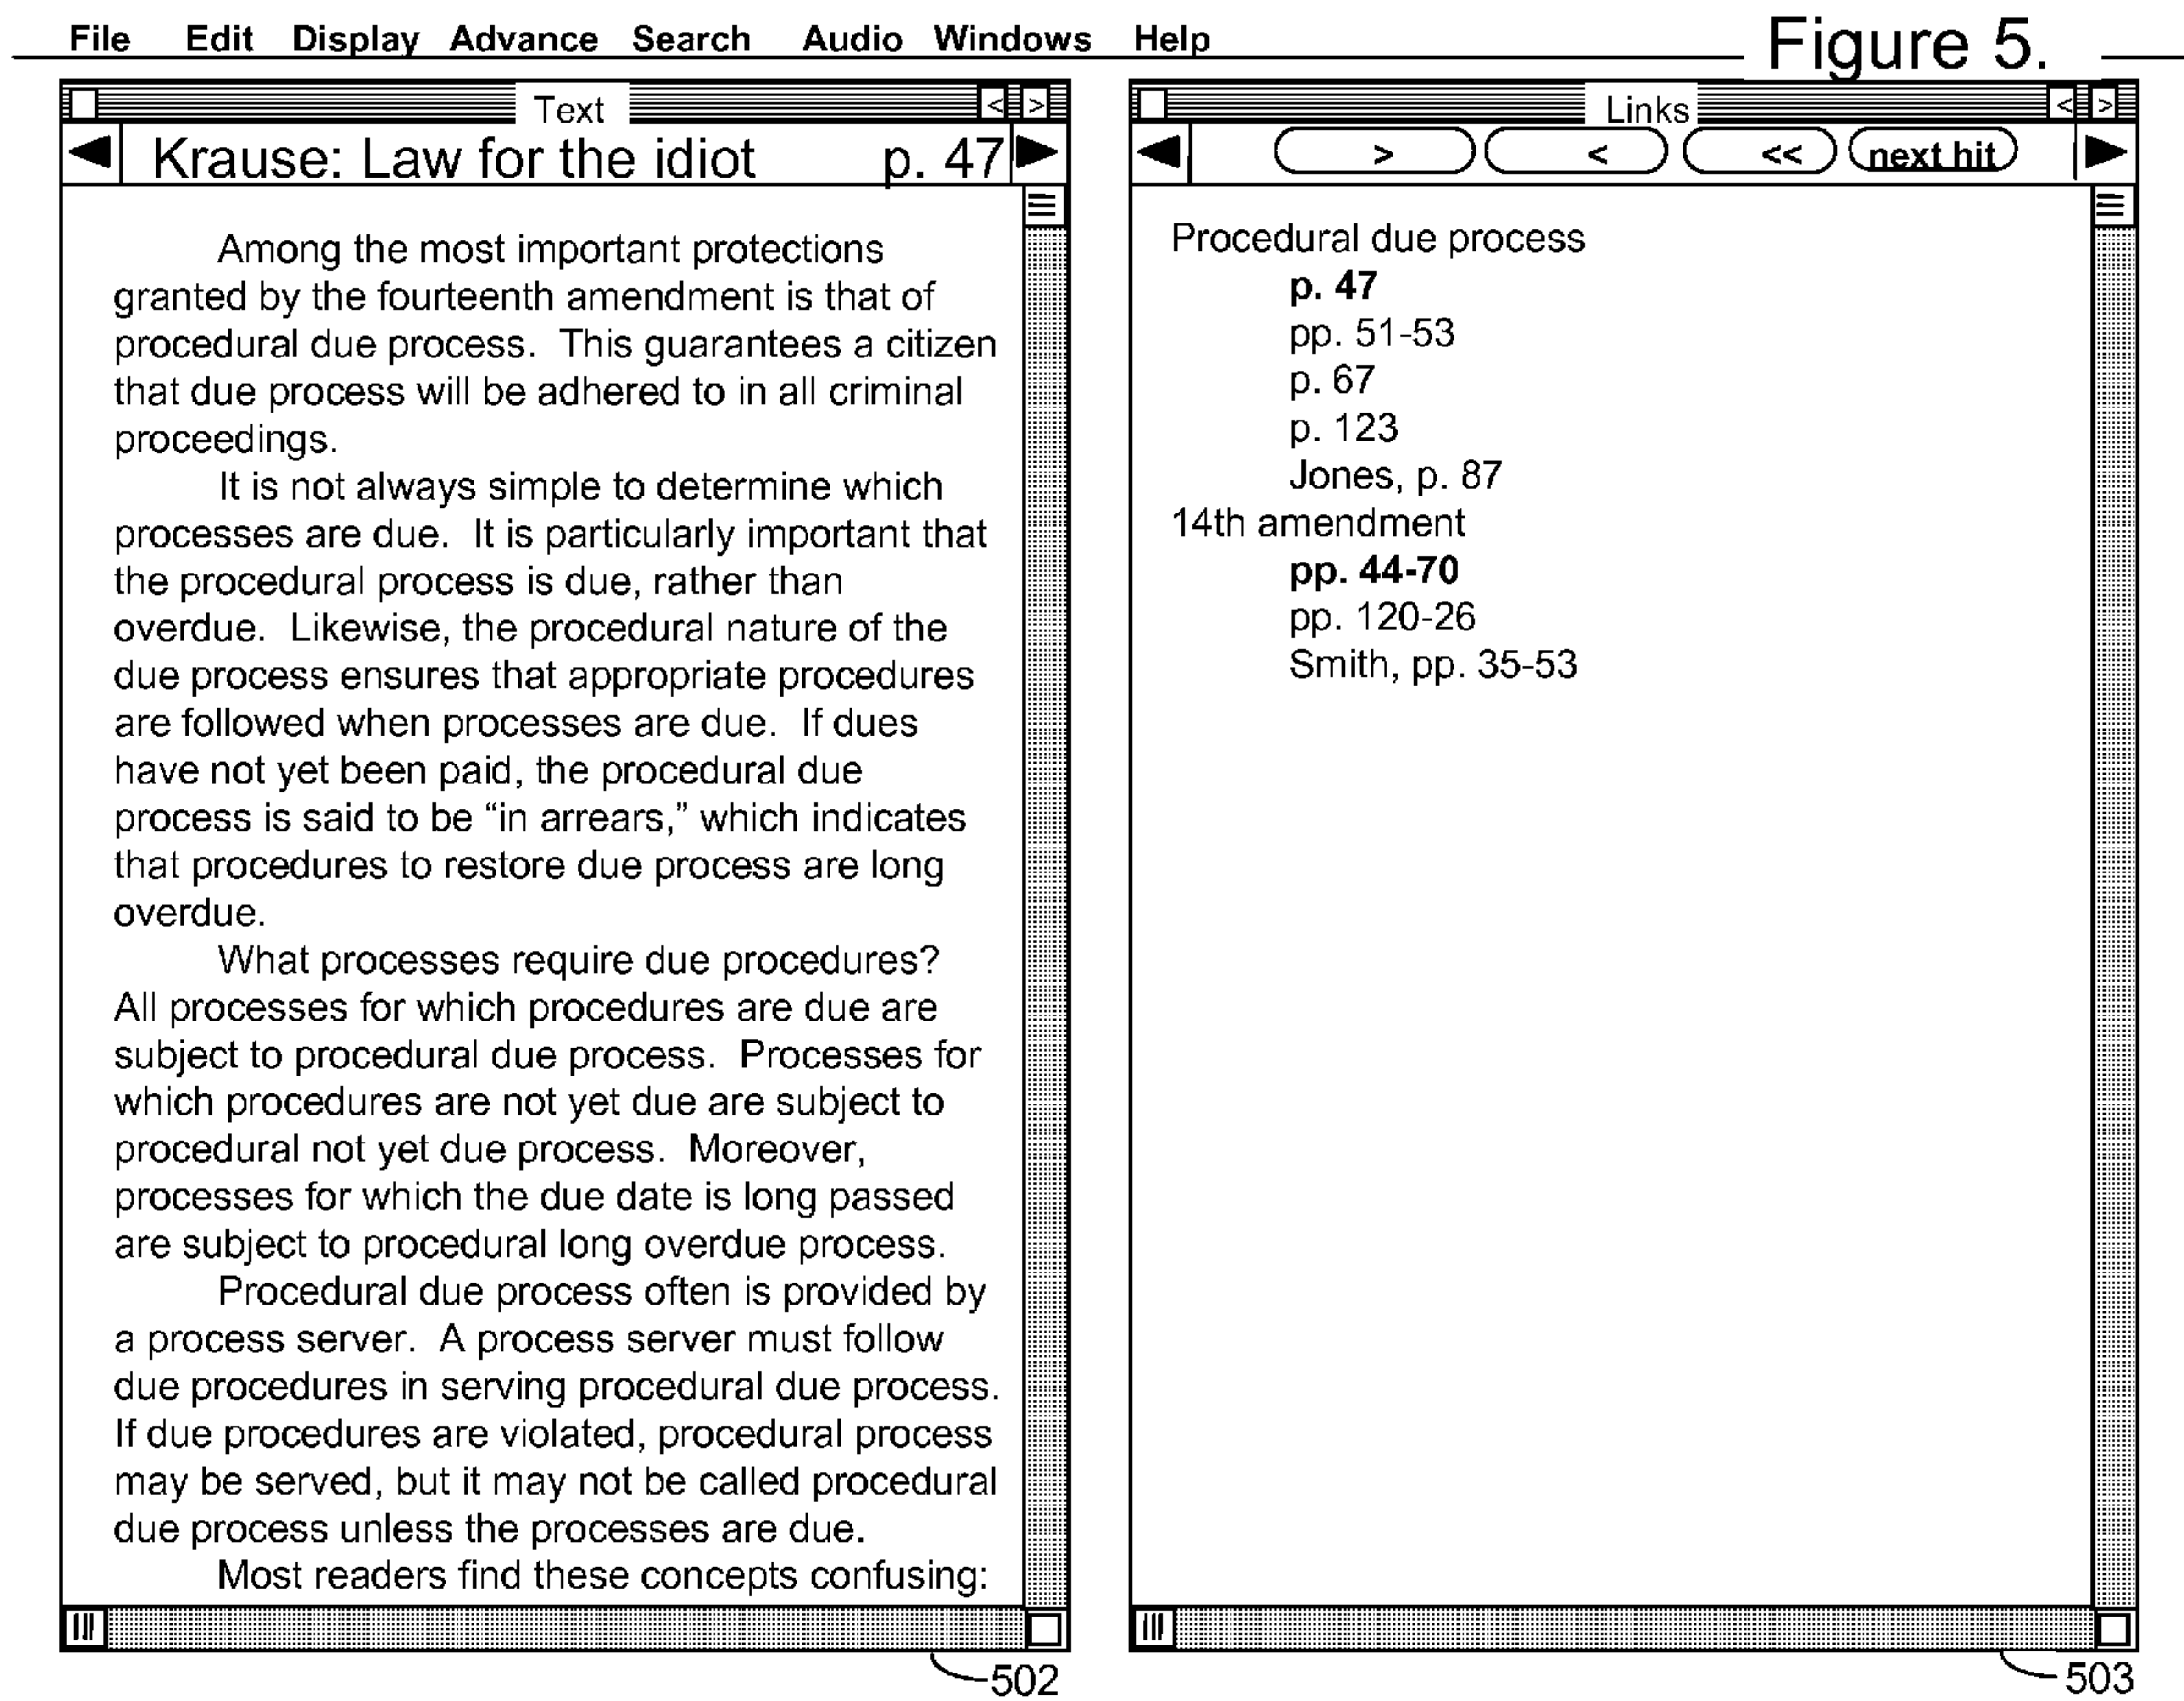 File Edit Display Advance Search Audio Windows Help
Figure 5.
Text
< >
Krause: Law for the idiot p. 47
Among the most important protections
granted by the fourteenth amendment is that of
procedural due process. This guarantees a citizen
that due process will be adhered to in all criminal
proceedings.
It is not always simple to determine which
processes are due. It is particularly important that
the procedural process is due, rather than
overdue. Likewise, the procedural nature of the
due process ensures that appropriate procedures
are followed when processes are due. If dues
have not yet been paid, the procedural due
process is said to be “in arrears,” which indicates
that procedures to restore due process are long
overdue.
What processes require due procedures?
All processes for which procedures are due are
subject to procedural due process. Processes for
which procedures are not yet due are subject to
procedural not yet due process. Moreover,
processes for which the due date is long passed
are subject to procedural long overdue process.
Procedural due process often is provided by
a process server. A process server must follow
due procedures in serving procedural due process.
If due procedures are violated, procedural process
may be served, but it may not be called procedural
due process unless the processes are due.
Most readers find these concepts confusing:
502
Links
< >
> < << next hit
Procedural due process
p. 47
pp. 51-53
p. 67
p. 123
Jones, p. 87
14th amendment
pp. 44-70
pp. 120-26
Smith, pp. 35-53
503